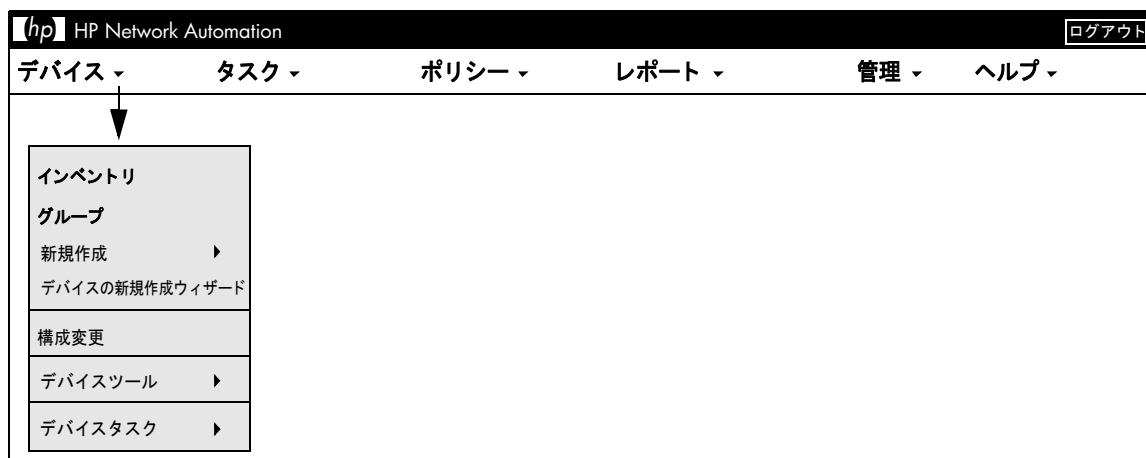 (hp) HP Network Automation ログアウト
デバイス タスク ポリシー レポート 管理 ヘルプ
インベントリ
グループ
新規作成
デバイスの新規作成ウィザード
構成変更
デバイスツール
デバイスタスク